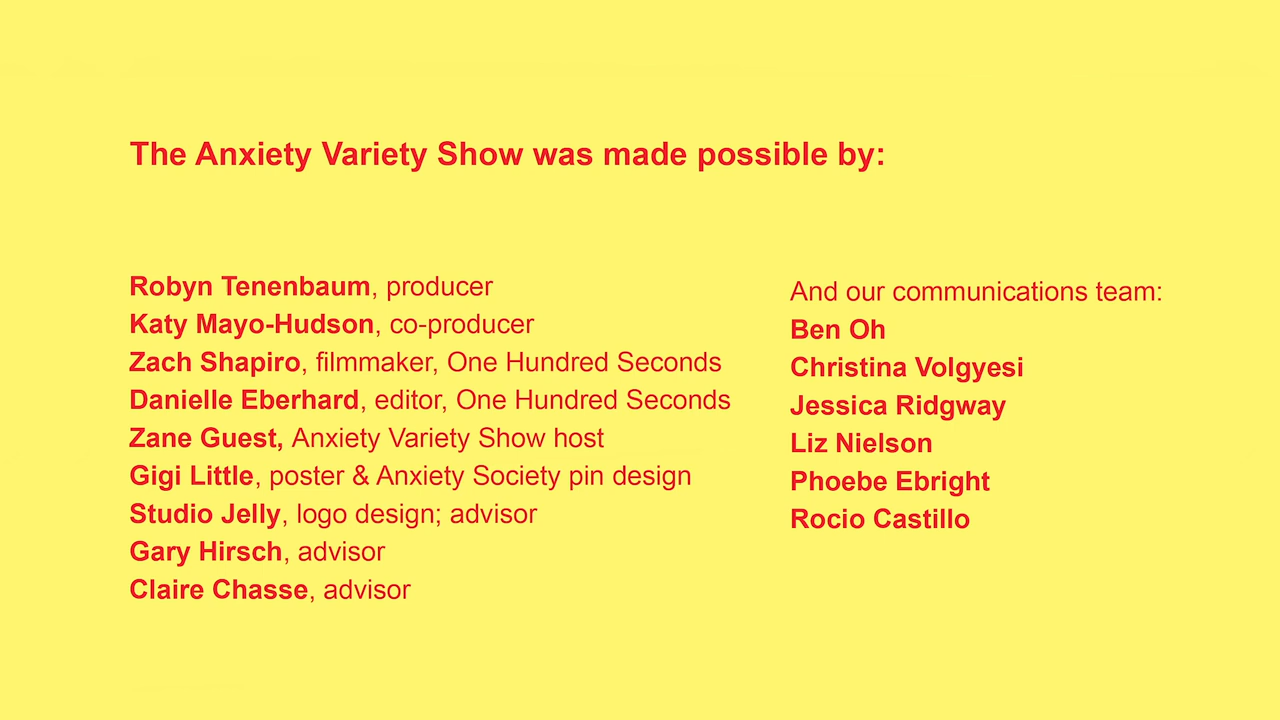 The Anxiety Variety Show was made possible by:
Robyn Tenenbaum, producer
Katy Mayo-Hudson, co-producer
Zach Shapiro, filmmaker, One Hundred Seconds
Danielle Eberhard, editor, One Hundred Seconds
Zane Guest, Anxiety Variety Show host
Gigi Little, poster & Anxiety Society pin design
Studio Jelly, logo design; advisor
Gary Hirsch, advisor
Claire Chasse, advisor
And our communications team:
Ben Oh
Christina Volgyesi
Jessica Ridgway
Liz Nielson
Phoebe Ebright
Rocio Castillo